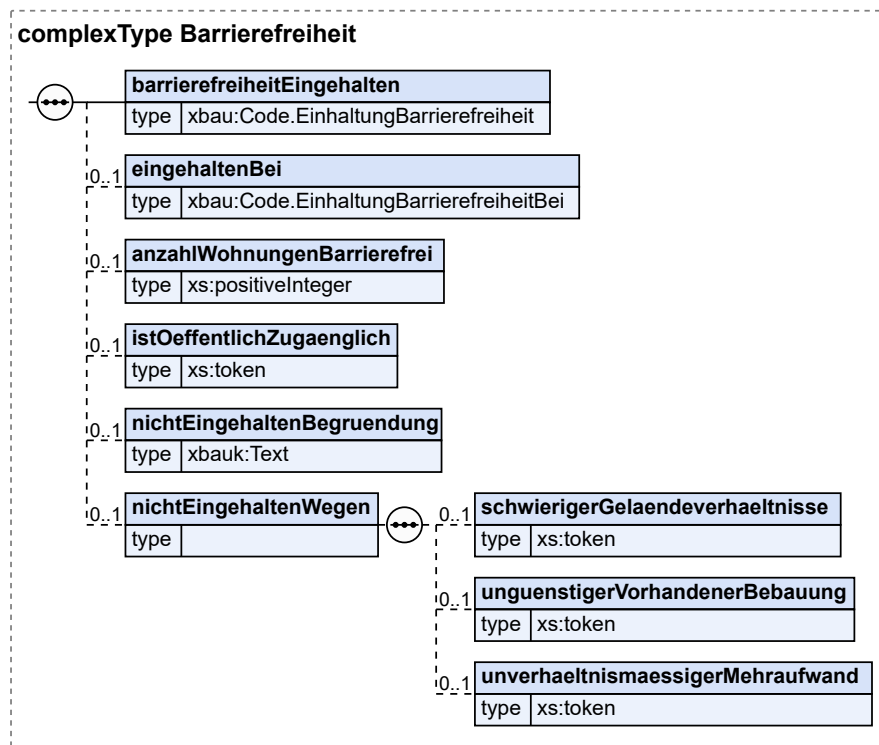 complexType Barrierefreiheit
barrierefreiheitEingehalten
type xbau:Code.EinhaltungBarrierefreiheit
0..1 eingehaltenBei
type xbau:Code.EinhaltungBarrierefreiheitBei
0..1 anzahlWohnungenBarrierefrei
type xs:positiveInteger
0..1 istOeffentlichZugaenglich
type xs:token
0..1 nichtEingehaltenBegruendung
type xbauk:Text
0..1 nichtEingehaltenWegen
type
0..1 schwierigerGelaendeverhaeltnisse
type xs:token
0..1 unguenstigerVorhandenerBebauung
type xs:token
0..1 unverhaeltnismaessigerMehraufwand
type xs:token